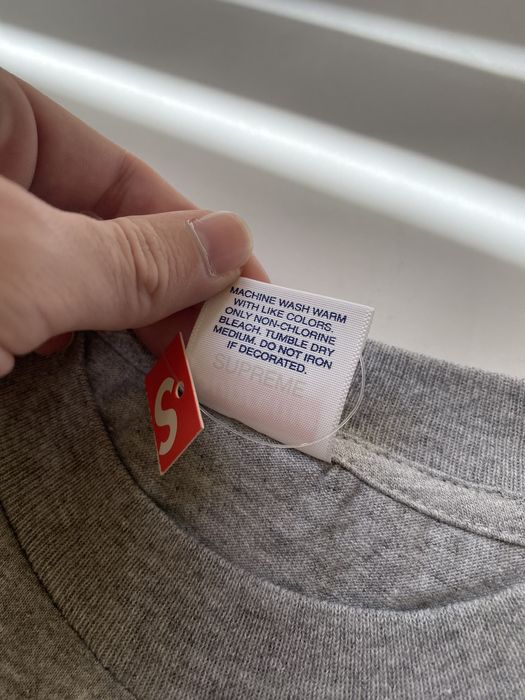 MACHINE WASH WARM
WITH LIKE COLORS.
ONLY NON-CHLORINE
BLEACH. TUMBLE DRY
MEDIUM. DO NOT IRON
IF DECORATED.
SUPREME
S